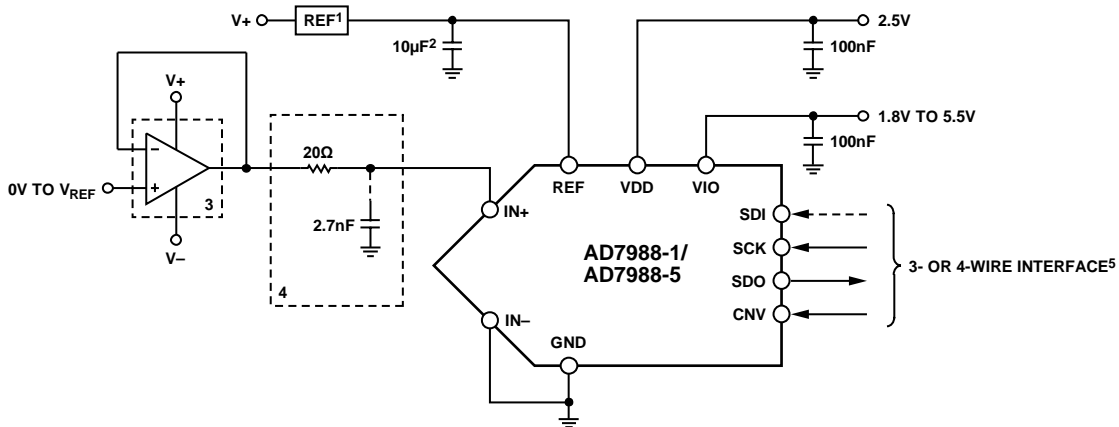 V+
REF1
10µF2
2.5V
100nF
1.8V TO 5.5V
100nF
V+
–
+
3
0V TO VREF
V–
20Ω
2.7nF
4
REF
VDD
VIO
IN+
IN–
GND
AD7988-1/
AD7988-5
SDI
SCK
SDO
CNV
3- OR 4-WIRE INTERFACE5